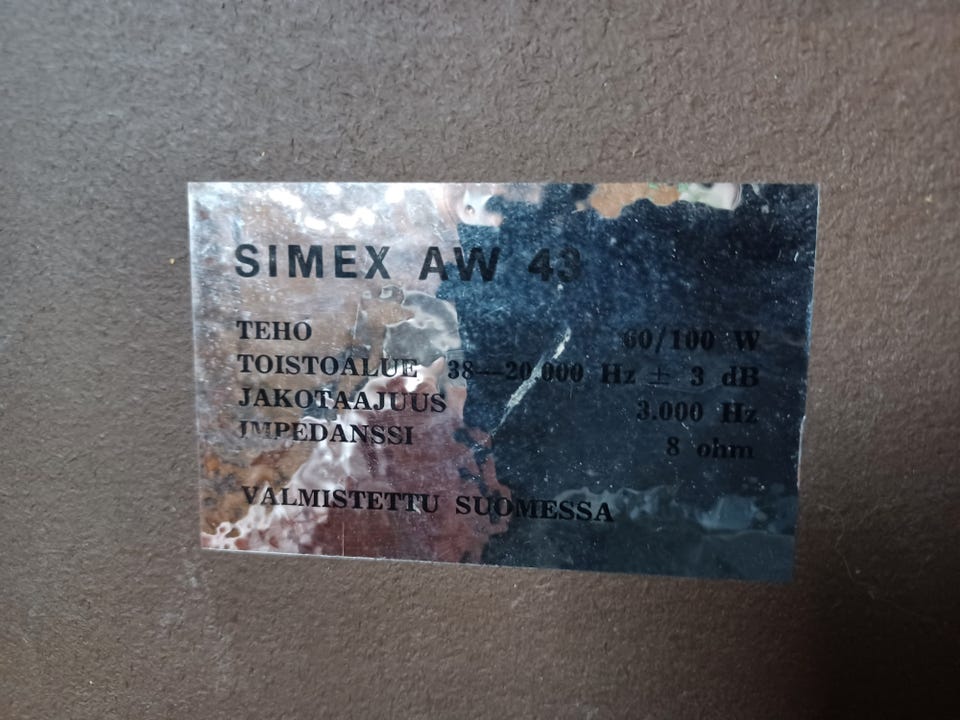 SIMEX AW 43
TEHO 60/100 W
TOISTOALUE 38—20.000 Hz ± 3 dB
JAKOTAAJUUS 3.000 Hz
IMPEDANSSI 8 ohm
VALMISTETTU SUOMESSA